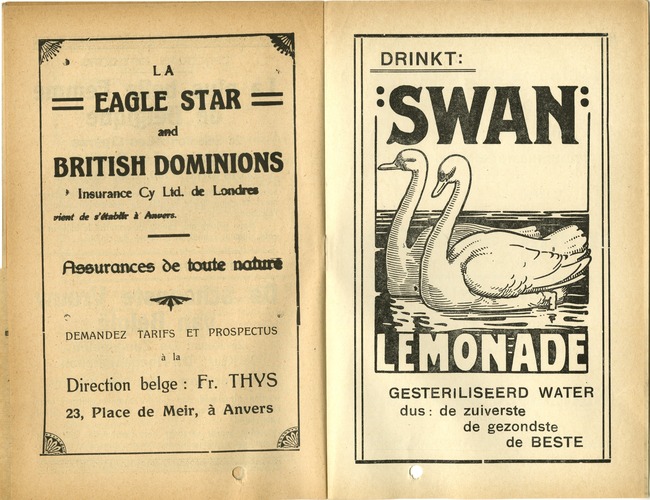 LA
EAGLE STAR
and
BRITISH DOMINIONS
Insurance Cy Ltd. de Londres
vient de s'établir à Anvers.
Assurances de toute nature
DEMANDEZ TARIFS ET PROSPECTUS
à la
Direction belge : Fr. THYS
23, Place de Meir, à Anvers
DRINKT:
:SWAN:
LEMONADE
GESTERILISEERD WATER
dus : de zuiverste
de gezondste
de BESTE